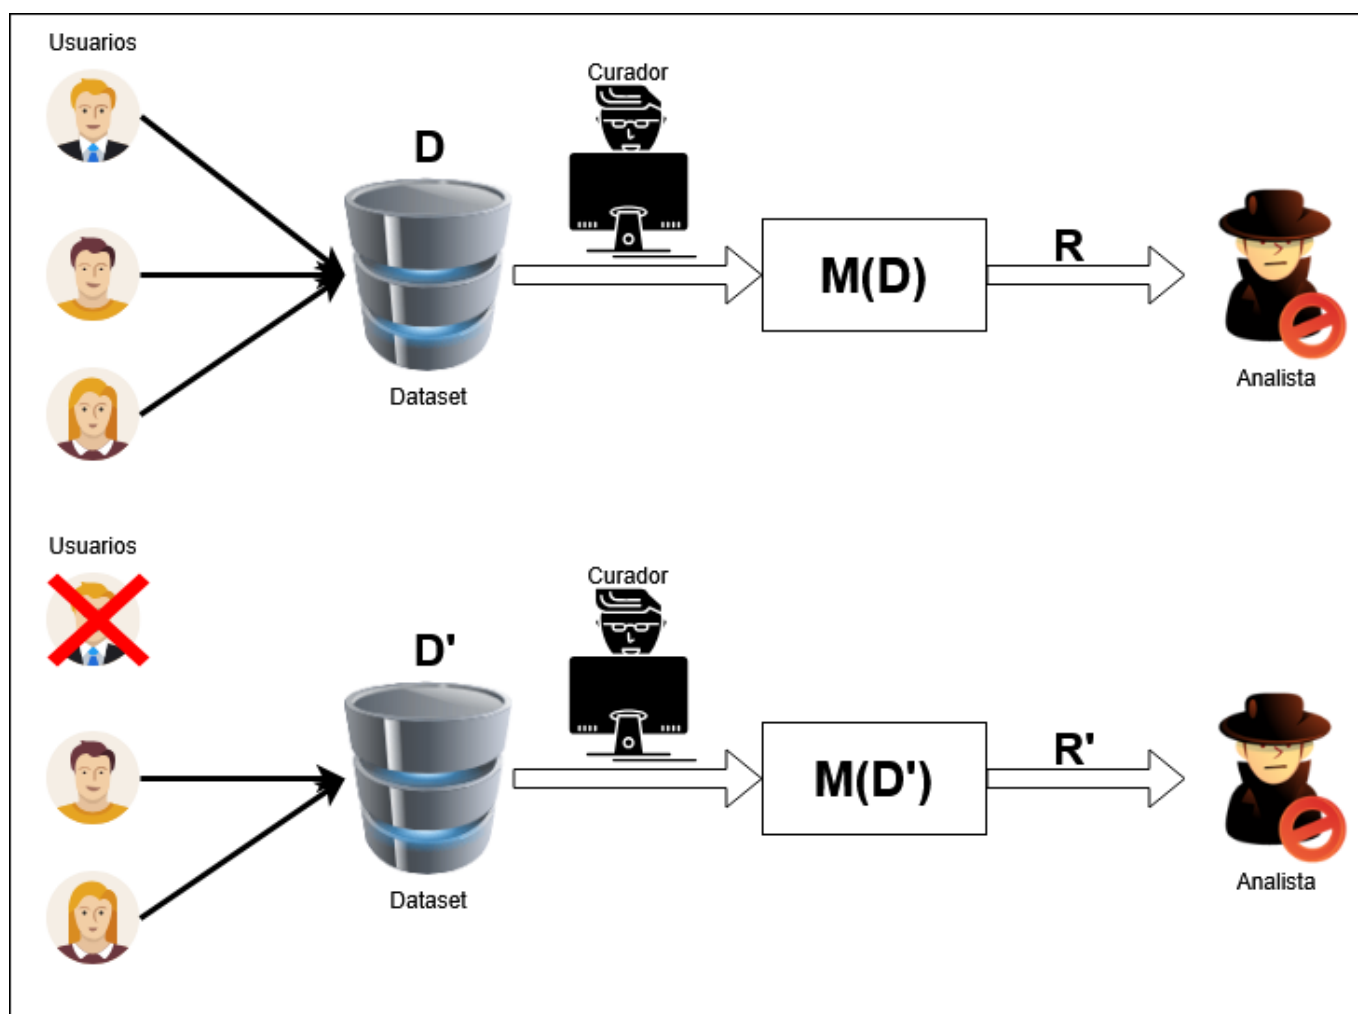 Usuarios
Curador
D
M(D)
R
Dataset
Analista
Usuarios
Curador
D'
M(D')
R'
Dataset
Analista